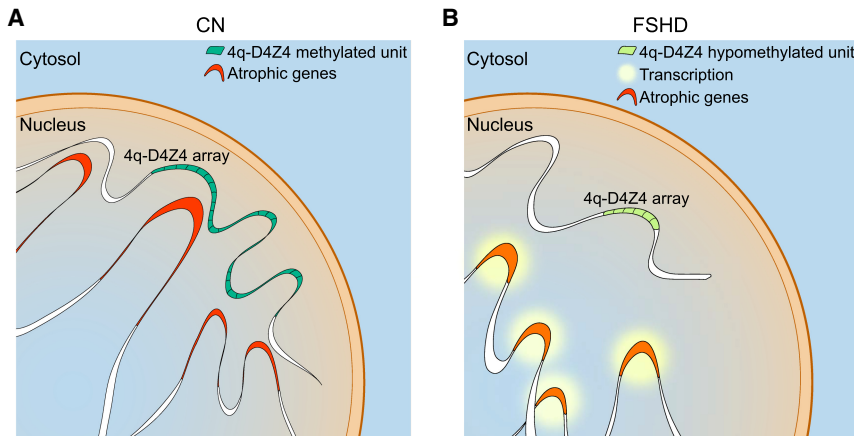 A
CN
Cytosol
4q-D4Z4 methylated unit
Atrophic genes
Nucleus
4q-D4Z4 array
B
FSHD
Cytosol
4q-D4Z4 hypomethylated unit
Transcription
Atrophic genes
Nucleus
4q-D4Z4 array